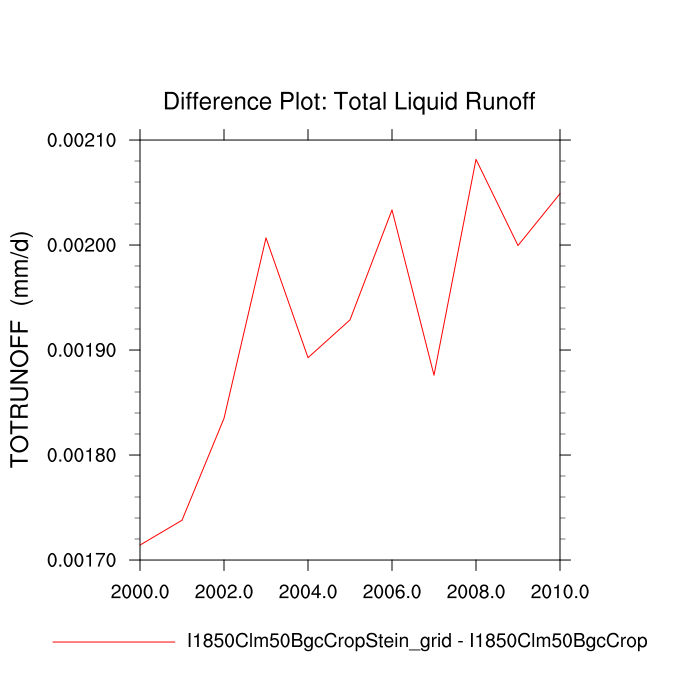 Difference Plot: Total Liquid Runoff
TOTRUNOFF (mm/d)
0.00210
0.00200
0.00190
0.00180
0.00170
2000.0 2002.0 2004.0 2006.0 2008.0 2010.0
I1850Clm50BgcCropStein_grid - I1850Clm50BgcCrop